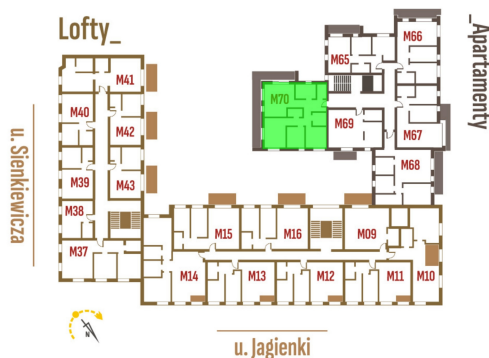 Lofty_
_Apartamenty
M66
M65
M41
M70
M40
M42
M69
M67
M39
M43
M68
M38
M15
M16
M09
M37
M14
M13
M12
M11
M10
u. Sienkiewicza
N
u. Jagienki